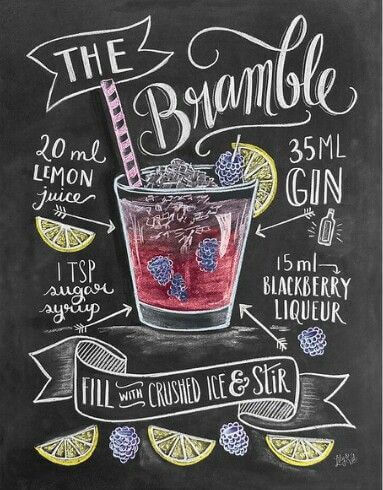 THE
Bramble
20 ml
LEMON
juice
35ML
GIN
1 TSP
sugar
syrup
15 ml
BLACKBERRY
LIQUEUR
FILL WITH CRUSHED ICE & STIR